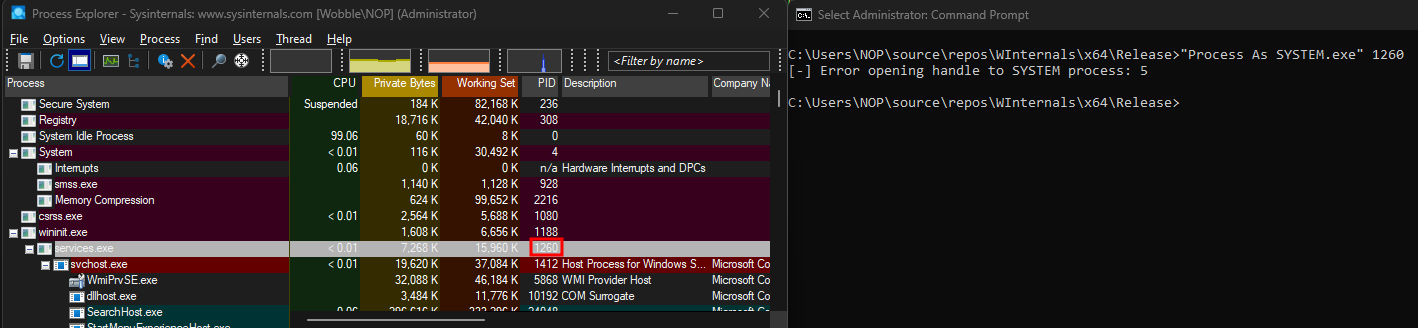 Process Explorer - Sysinternals: www.sysinternals.com [Wobble\NOP] (Administrator)
File Options View Process Find Users Thread Help
<Filter by name>
Process CPU Private Bytes Working Set PID Description Company Na
Secure System Suspended 184 K 82,168 K 236
Registry 18,716 K 42,040 K 308
System Idle Process 99.06 60 K 8 K 0
System < 0.01 116 K 30,492 K 4
Interrupts 0.06 0 K 0 K n/a Hardware Interrupts and DPCs
smss.exe 1,140 K 1,128 K 928
Memory Compression 624 K 99,652 K 2216
csrss.exe < 0.01 2,564 K 5,688 K 1080
wininit.exe 1,608 K 6,656 K 1188
services.exe < 0.01 7,268 K 15,960 K 1260
svchost.exe < 0.01 19,620 K 37,084 K 1412 Host Process for Windows S... Microsoft Co
WmiPrvSE.exe 32,088 K 46,184 K 5868 WMI Provider Host Microsoft Co
dllhost.exe 3,484 K 11,776 K 10192 COM Surrogate Microsoft Co
SearchHost.exe Microsoft Co
StartMenuExperienceHost.exe
Select Administrator: Command Prompt
C:\Users\NOP\source\repos\WInternals\x64\Release>"Process As SYSTEM.exe" 1260
[-] Error opening handle to SYSTEM process: 5
C:\Users\NOP\source\repos\WInternals\x64\Release>